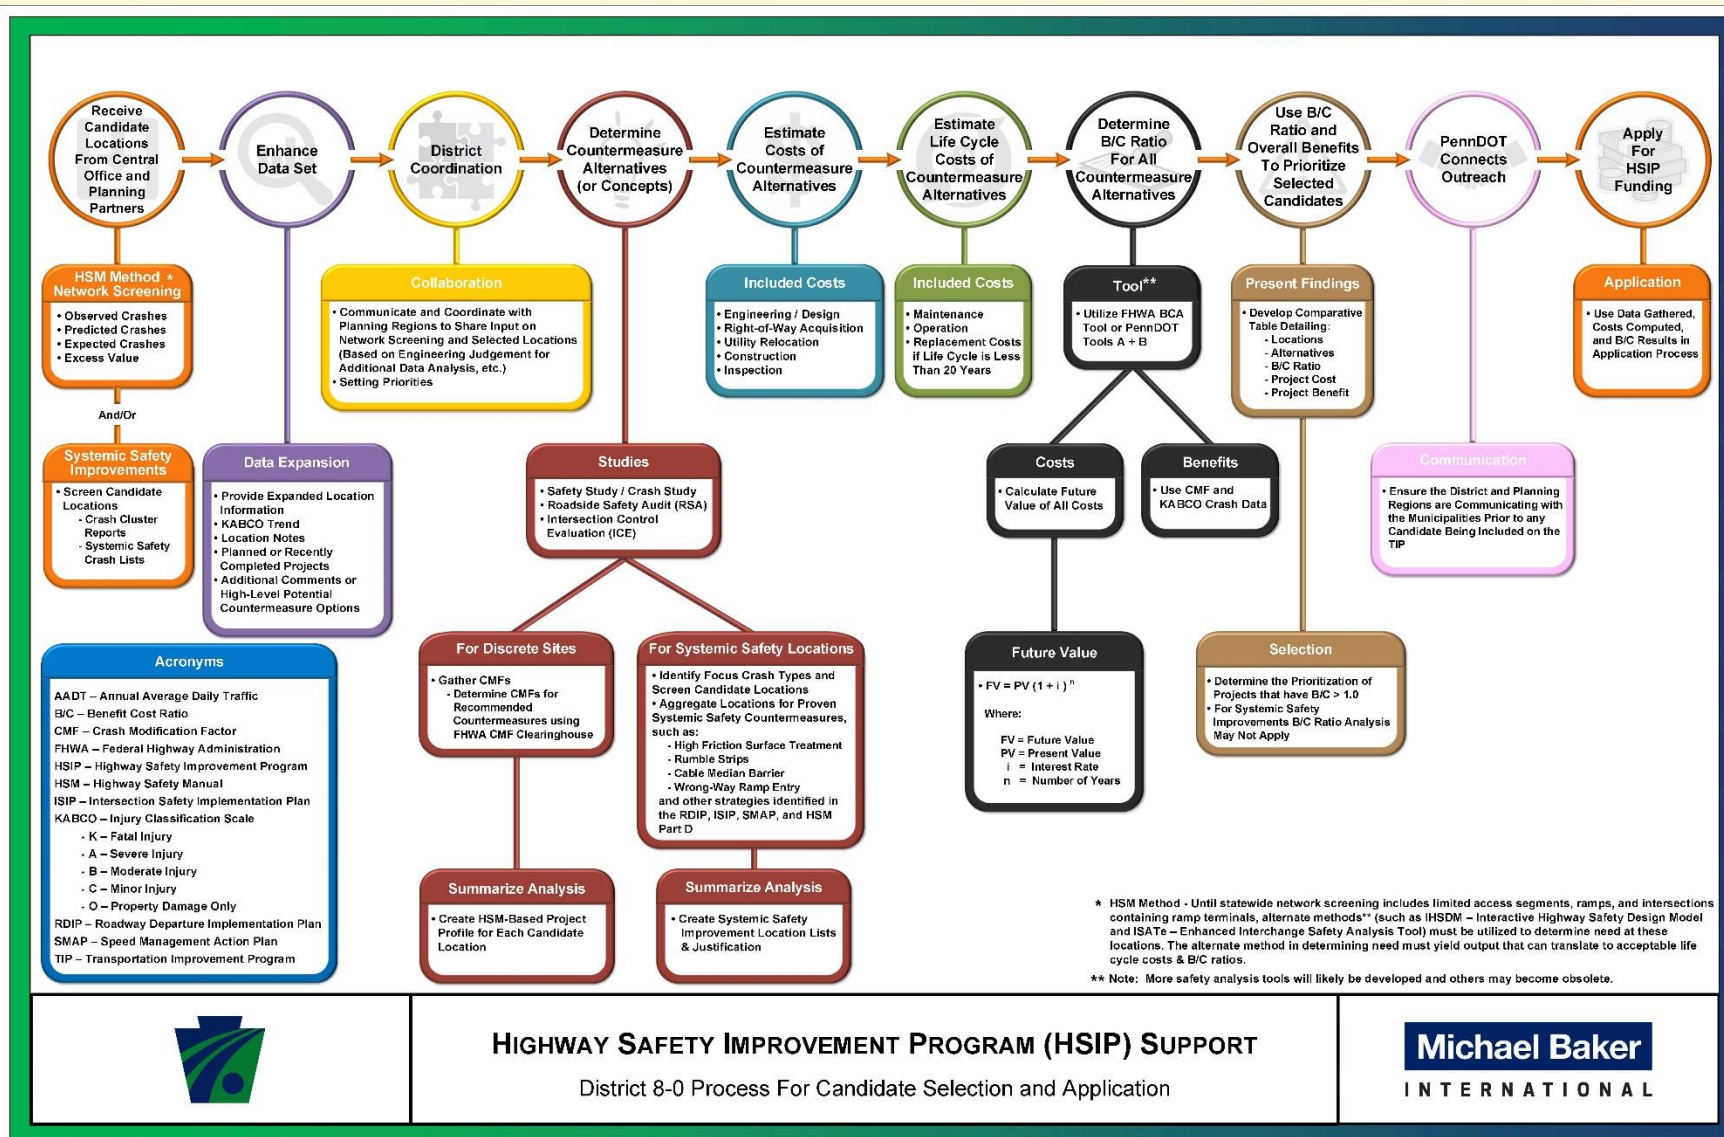 Receive
Candidate
Locations
From Central
Office and
Planning
Partners
Enhance
Data Set
District
Coordination
Determine
Countermeasure
Alternatives
(or Concepts)
Estimate
Costs of
Countermeasure
Alternatives
Estimate
Life Cycle
Costs of
Countermeasure
Alternatives
Determine
B/C Ratio
For All
Countermeasure
Alternatives
Use B/C
Ratio and
Overall Benefits
To Prioritize
Selected
Candidates
PennDOT
Connects
Outreach
Apply
For
HSIP
Funding
HSM Method *
Network Screening
• Observed Crashes
• Predicted Crashes
• Expected Crashes
• Excess Value
And/Or
Systemic Safety
Improvements
• Screen Candidate
Locations
- Crash Cluster
Reports
- Systemic Safety
Crash Lists
Data Expansion
• Provide Expanded Location
Information
• KABCO Trend
• Location Notes
• Planned or Recently
Completed Projects
• Additional Comments or
High-Level Potential
Countermeasure Options
Collaboration
• Communicate and Coordinate with
Planning Regions to Share Input on
Network Screening and Selected Locations
(Based on Engineering Judgement for
Additional Data Analysis, etc.)
• Setting Priorities
Studies
• Safety Study / Crash Study
• Roadside Safety Audit (RSA)
• Intersection Control
Evaluation (ICE)
For Discrete Sites
• Gather CMFs
- Determine CMFs for
Recommended
Countermeasures using
FHWA CMF Clearinghouse
Summarize Analysis
• Create HSM-Based Project
Profile for Each Candidate
Location
For Systemic Safety Locations
• Identify Focus Crash Types and
Screen Candidate Locations
• Aggregate Locations for Proven
Systemic Safety Countermeasures,
such as:
- High Friction Surface Treatment
- Rumble Strips
- Cable Median Barrier
- Wrong-Way Ramp Entry
and other strategies identified in
the RDIP, ISIP, SMAP, and HSM
Part D
Summarize Analysis
• Create Systemic Safety
Improvement Location Lists
& Justification
Included Costs
• Engineering / Design
• Right-of-Way Acquisition
• Utility Relocation
• Construction
• Inspection
Included Costs
• Maintenance
• Operation
• Replacement Costs
if Life Cycle is Less
Than 20 Years
Tool**
• Utilize FHWA BCA
Tool or PennDOT
Tools A + B
Costs
• Calculate Future
Value of All Costs
Benefits
• Use CMF and
KABCO Crash Data
Future Value
• FV = PV (1 + i ) n
Where:
FV = Future Value
PV = Present Value
i = Interest Rate
n = Number of Years
Present Findings
• Develop Comparative
Table Detailing:
- Locations
- Alternatives
- B/C Ratio
- Project Cost
- Project Benefit
Selection
• Determine the Prioritization of
Projects that have B/C > 1.0
• For Systemic Safety
Improvements B/C Ratio Analysis
May Not Apply
Communication
• Ensure the District and Planning
Regions are Communicating with
the Municipalities Prior to any
Candidate Being Included on the
TIP
Application
• Use Data Gathered,
Costs Computed,
and B/C Results in
Application Process
Acronyms
AADT – Annual Average Daily Traffic
B/C – Benefit Cost Ratio
CMF – Crash Modification Factor
FHWA – Federal Highway Administration
HSIP – Highway Safety Improvement Program
HSM – Highway Safety Manual
ISIP – Intersection Safety Implementation Plan
KABCO – Injury Classification Scale
- K – Fatal Injury
- A – Severe Injury
- B – Moderate Injury
- C – Minor Injury
- O – Property Damage Only
RDIP – Roadway Departure Implementation Plan
SMAP – Speed Management Action Plan
TIP – Transportation Improvement Program
* HSM Method - Until statewide network screening includes limited access segments, ramps, and intersections
containing ramp terminals, alternate methods** (such as IHSDM – Interactive Highway Safety Design Model
and ISATe – Enhanced Interchange Safety Analysis Tool) must be utilized to determine need at these
locations. The alternate method in determining need must yield output that can translate to acceptable life
cycle costs & B/C ratios.
** Note: More safety analysis tools will likely be developed and others may become obsolete.
HIGHWAY SAFETY IMPROVEMENT PROGRAM (HSIP) SUPPORT
District 8-0 Process For Candidate Selection and Application
Michael Baker
INTERNATIONAL